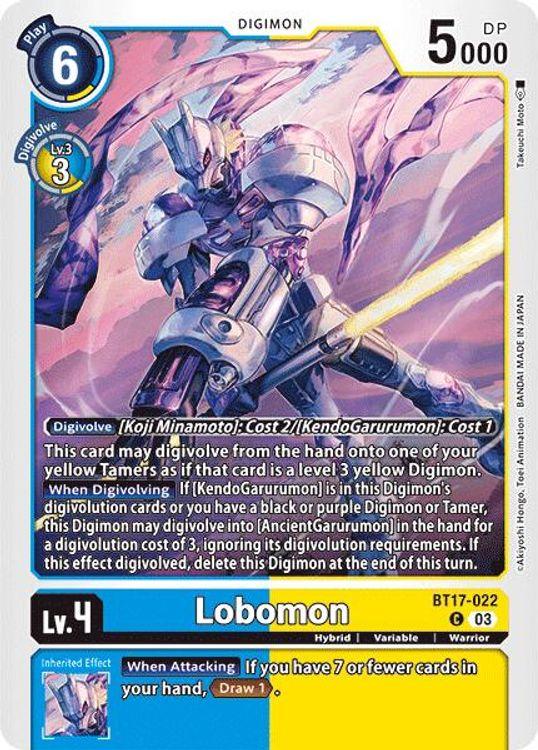 DIGIMON
Play
6
DP
5000
Digivolve
Lv.3
3
Takeuchi Moto
©Akiyoshi Hongo, Toei Animation BANDAI MADE IN JAPAN
Digivolve [Koji Minamoto]: Cost 2/[KendoGarurumon]: Cost 1
This card may digivolve from the hand onto one of your
yellow Tamers as if that card is a level 3 yellow Digimon.
When Digivolving If [KendoGarurumon] is in this Digimon's
digivolution cards or you have a black or purple Digimon or Tamer,
this Digimon may digivolve into [AncientGarurumon] in the hand for
a digivolution cost of 3, ignoring its digivolution requirements. If
this effect digivolved, delete this Digimon at the end of this turn.
Lv.4
Lobomon
BT17-022
C 03
Hybrid | Variable | Warrior
Inherited Effect
When Attacking If you have 7 or fewer cards in
your hand, Draw 1.